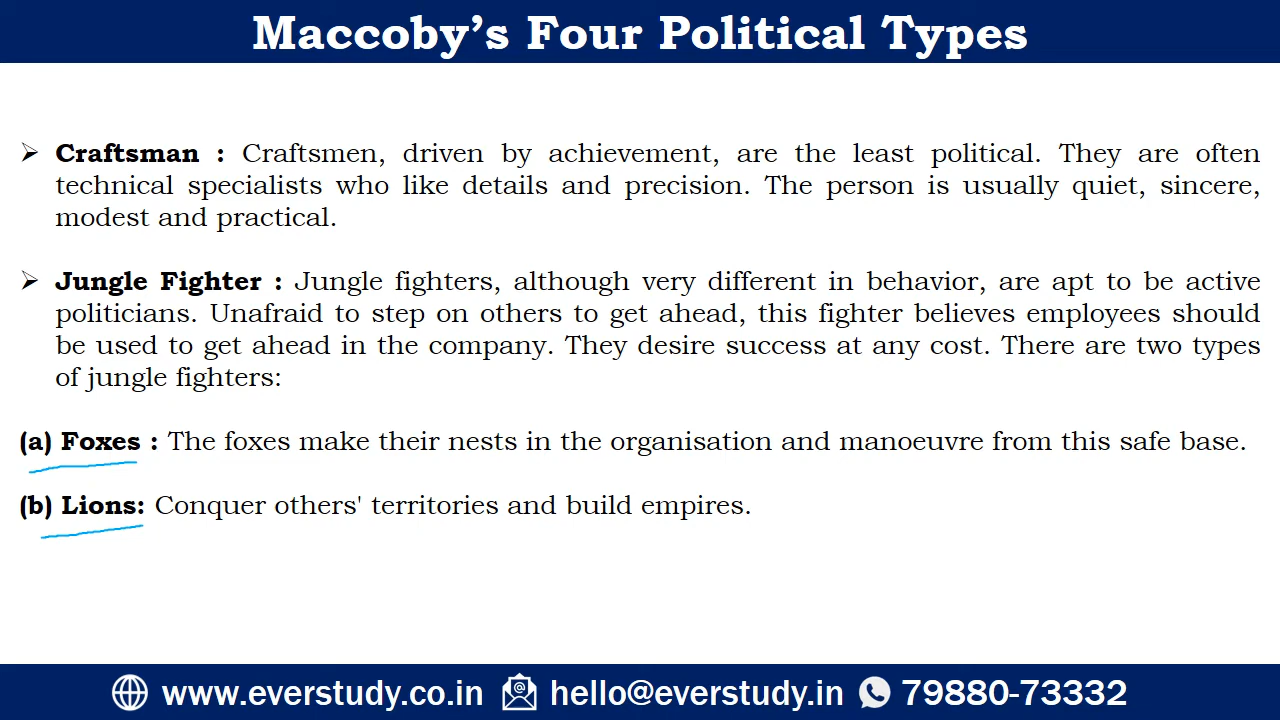 Maccoby’s Four Political Types
➢ Craftsman : Craftsmen, driven by achievement, are the least political. They are often
technical specialists who like details and precision. The person is usually quiet, sincere,
modest and practical.
➢ Jungle Fighter : Jungle fighters, although very different in behavior, are apt to be active
politicians. Unafraid to step on others to get ahead, this fighter believes employees should
be used to get ahead in the company. They desire success at any cost. There are two types
of jungle fighters:
(a) Foxes : The foxes make their nests in the organisation and manoeuvre from this safe base.
(b) Lions: Conquer others' territories and build empires.
www.everstudy.co.in hello@everstudy.in 79880-73332